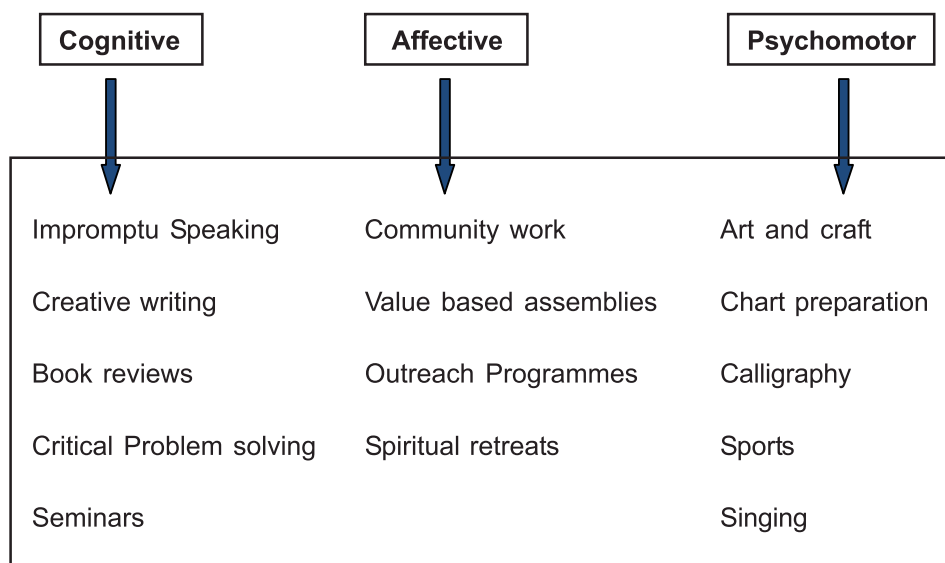 Cognitive
Affective
Psychomotor
Impromptu Speaking
Community work
Art and craft
Creative writing
Value based assemblies
Chart preparation
Book reviews
Outreach Programmes
Calligraphy
Critical Problem solving
Spiritual retreats
Sports
Seminars
Singing